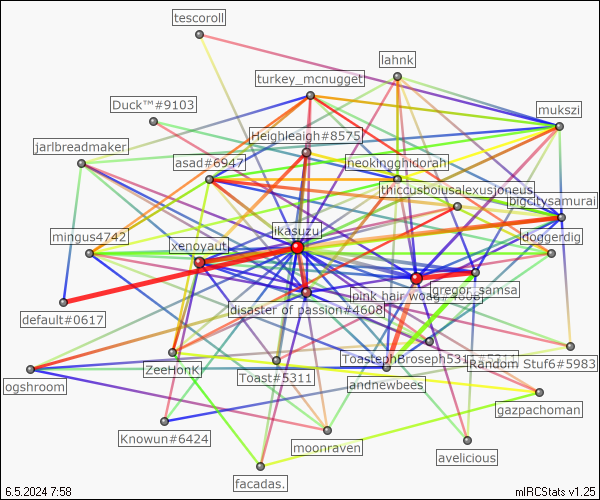 tescoroll
lahnk
turkey_mcnugget
Duck™#9103
mukszi
Heighleaigh#8575
jarlbreadmaker
asad#6947
neokingghidorah
thiccusboiusalexusjoneus
bigcitysamurai
ikasuzu
mingus4742
xenoyaut
doggerdig
gregor_samsa
pink hair woag#4603
disaster of passion#4608
default#0617
ToastephBroseph5311#5311
Random Stuf6#5983
ZeeHonK
Toast#5311
andnewbees
ogshroom
gazpachoman
Knowun#6424
moonraven
avelicious
facadas.
6.5.2024 7:58
mIRCStats v1.25